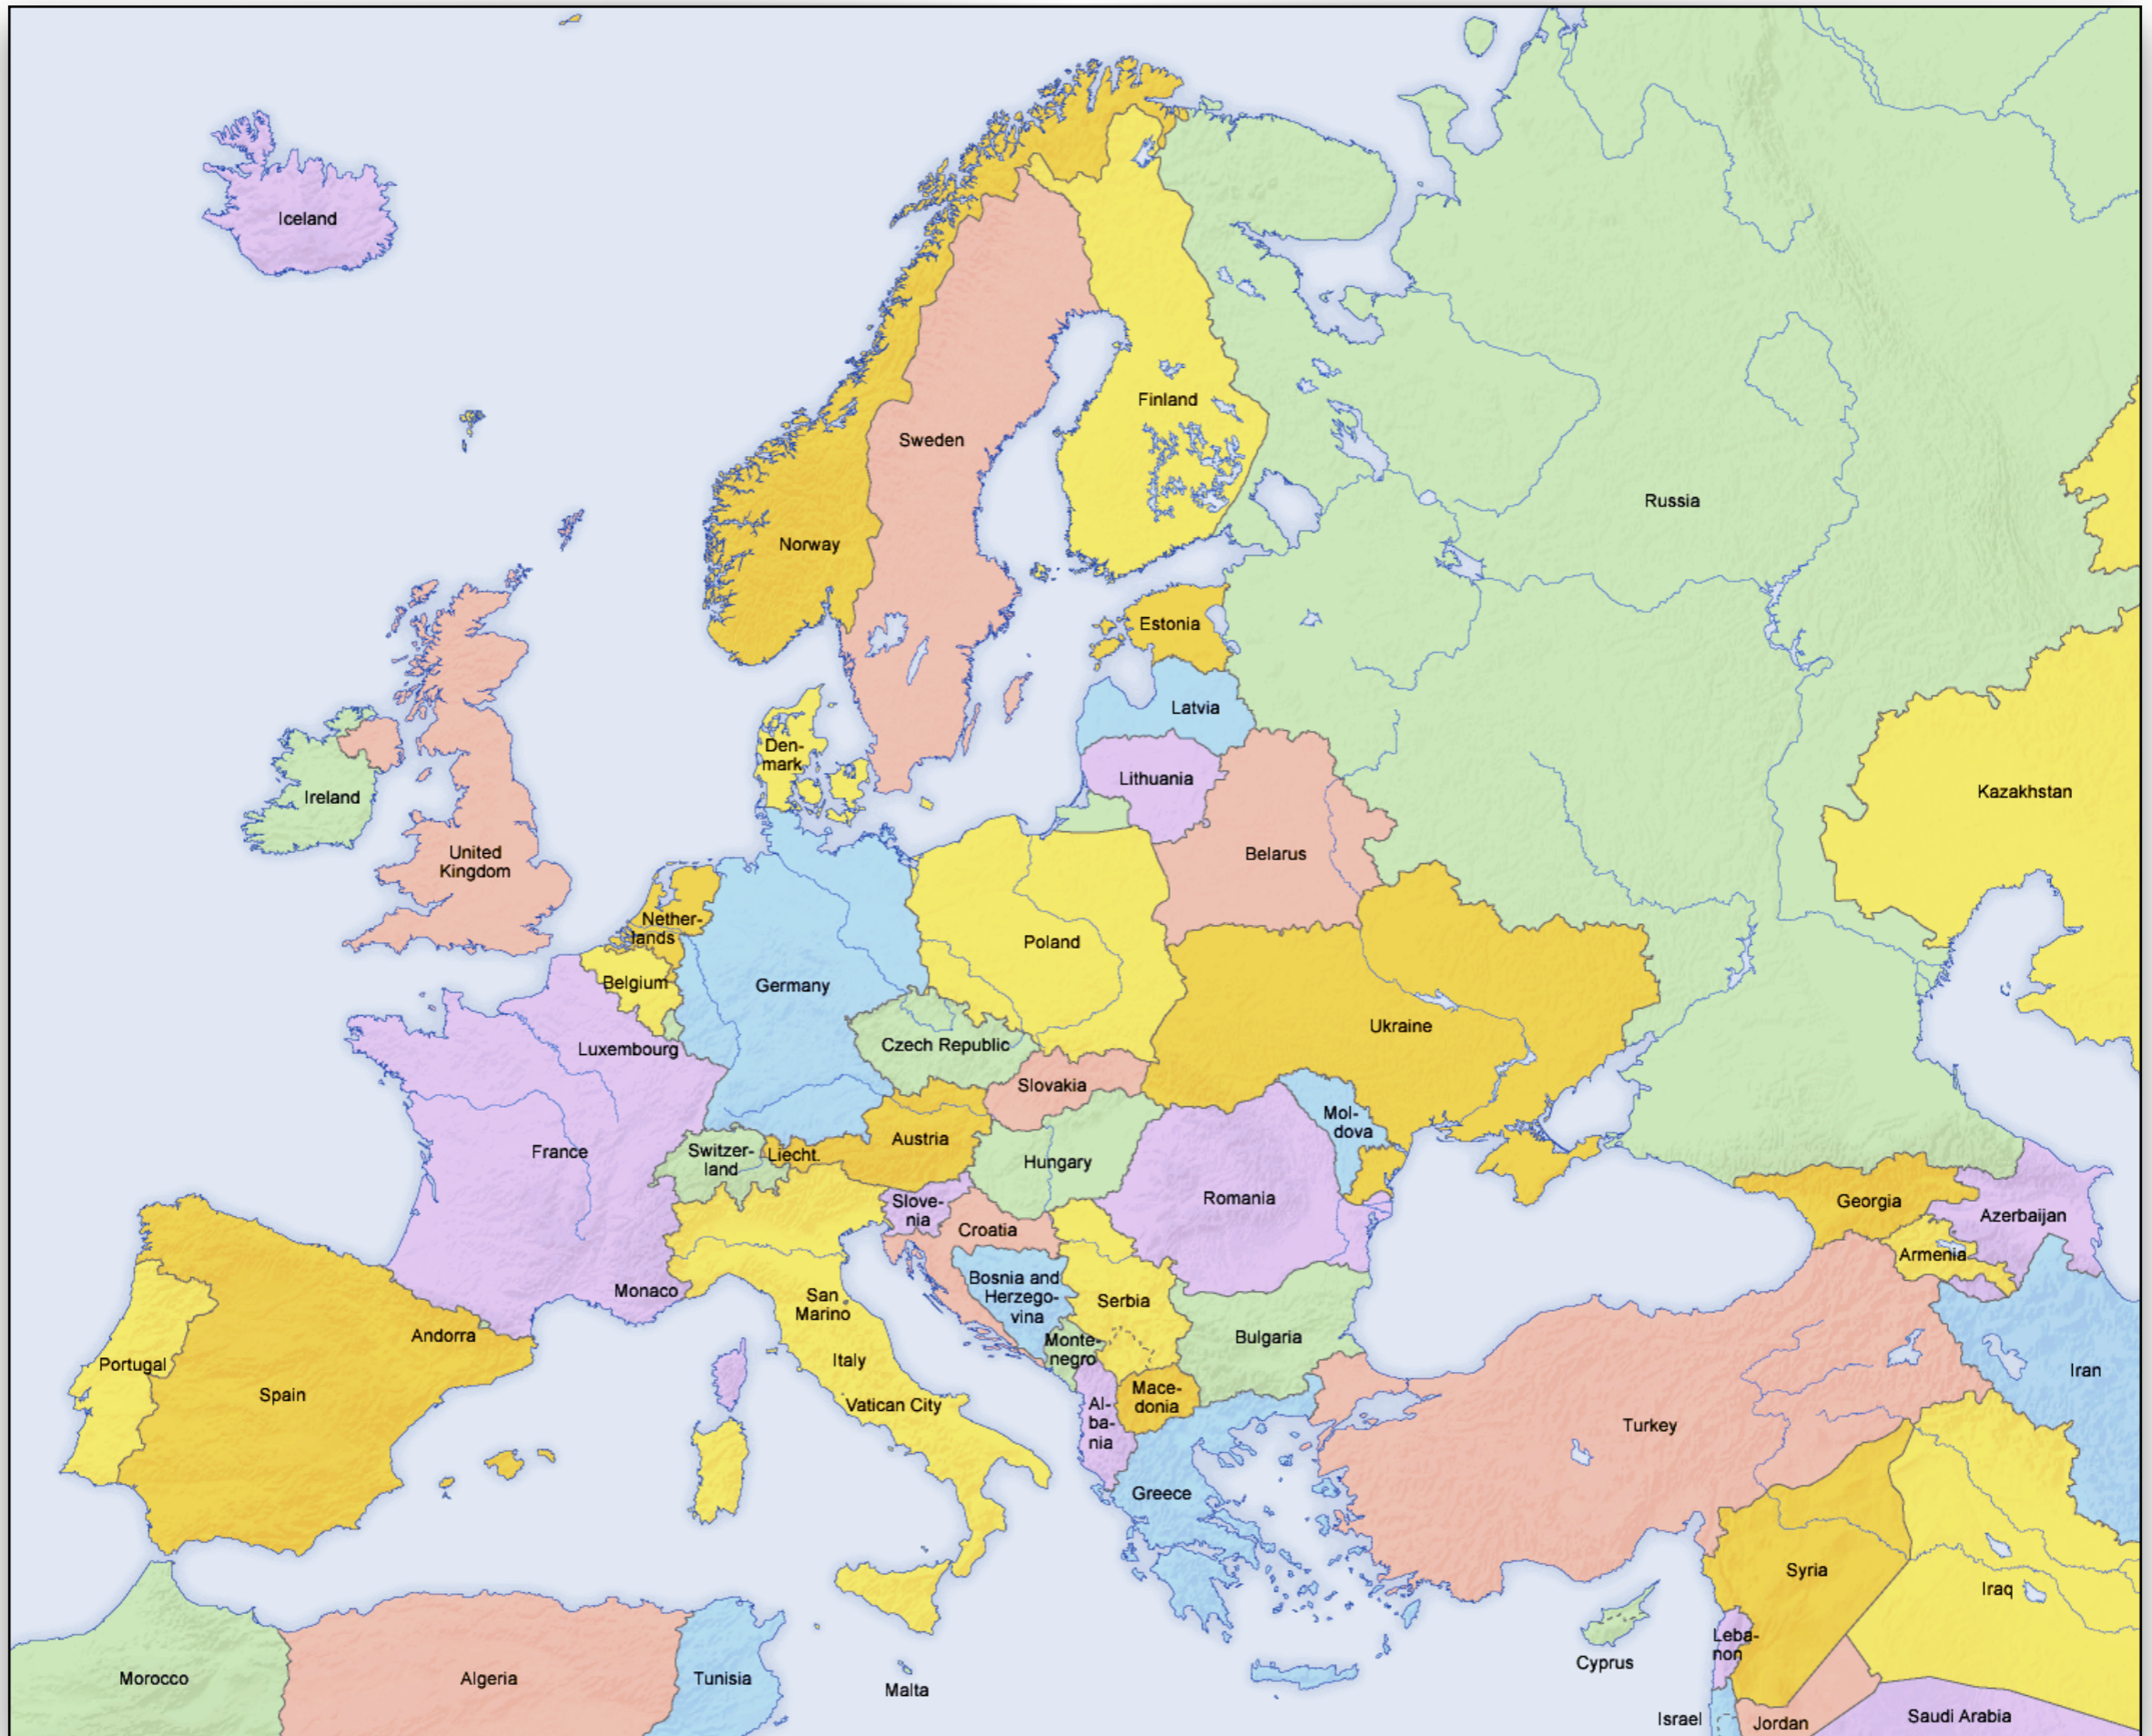 Iceland
Finland
Sweden
Russia
Norway
Estonia
Latvia
Den-
mark
Lithuania
Ireland
Kazakhstan
United
Kingdom
Belarus
Nether-
lands
Poland
Belgium
Germany
Ukraine
Czech Republic
Luxembourg
Slovakia
Mol-
dova
Austria
France
Switzer-
land
Liecht.
Hungary
Romania
Slove-
nia
Croatia
Georgia
Azerbaijan
Armenia
Bosnia and
Herzego-
vina
Monaco
San
Marino
Serbia
Andorra
Bulgaria
Monte-
negro
Portugal
Italy
Iran
Spain
Vatican City
Mace-
donia
Al-
ba-
nia
Turkey
Greece
Syria
Iraq
Leba-
non
Cyprus
Morocco
Algeria
Tunisia
Malta
Israel
Jordan
Saudi Arabia